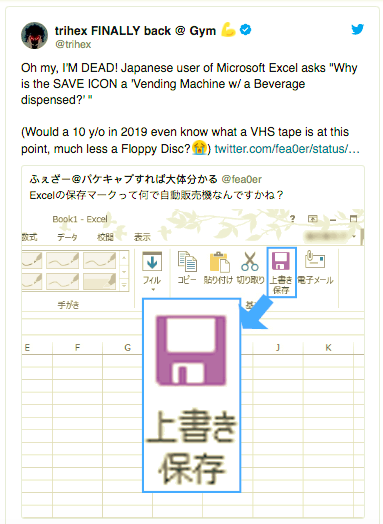 trihex FINALLY back @ Gym 💪
@trihex
Oh my, I'M DEAD! Japanese user of Microsoft Excel asks "Why
is the SAVE ICON a 'Vending Machine w/ a Beverage
dispensed?' "
(Would a 10 y/o in 2019 even know what a VHS tape is at this
point, much less a Floppy Disc?😭) twitter.com/fea0er/status/…
ふぇざー@バケキャブすれば大体分かる @fea0er
Excelの保存マークって何で自動販売機なんですかね？
Book1 - Excel
?
数式 データ 校閲 表示
フィル コピー 貼り付け 切り取り 上書き 電子メール
保存
手がき
E F G J K
上書き
保存